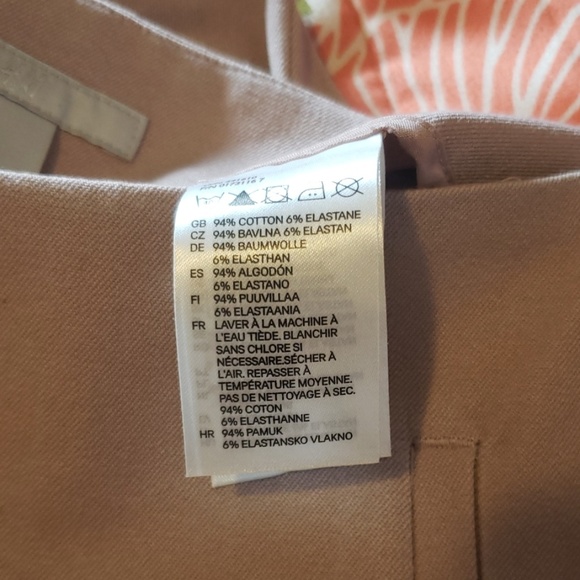 GB 94% COTTON 6% ELASTANE
CZ 94% BAVLNA 6% ELASTAN
DE 94% BAUMWOLLE
6% ELASTHAN
ES 94% ALGODÓN
6% ELASTANO
FI 94% PUUVILLAA
6% ELASTAANIA
FR LAVER À LA MACHINE À
L'EAU TIÈDE. BLANCHIR
SANS CHLORE SI
NÉCESSAIRE.SÉCHER À
L'AIR. REPASSER À
TEMPÉRATURE MOYENNE.
PAS DE NETTOYAGE À SEC.
94% COTON
6% ELASTHANNE
HR 94% PAMUK
6% ELASTANSKO VLAKNO